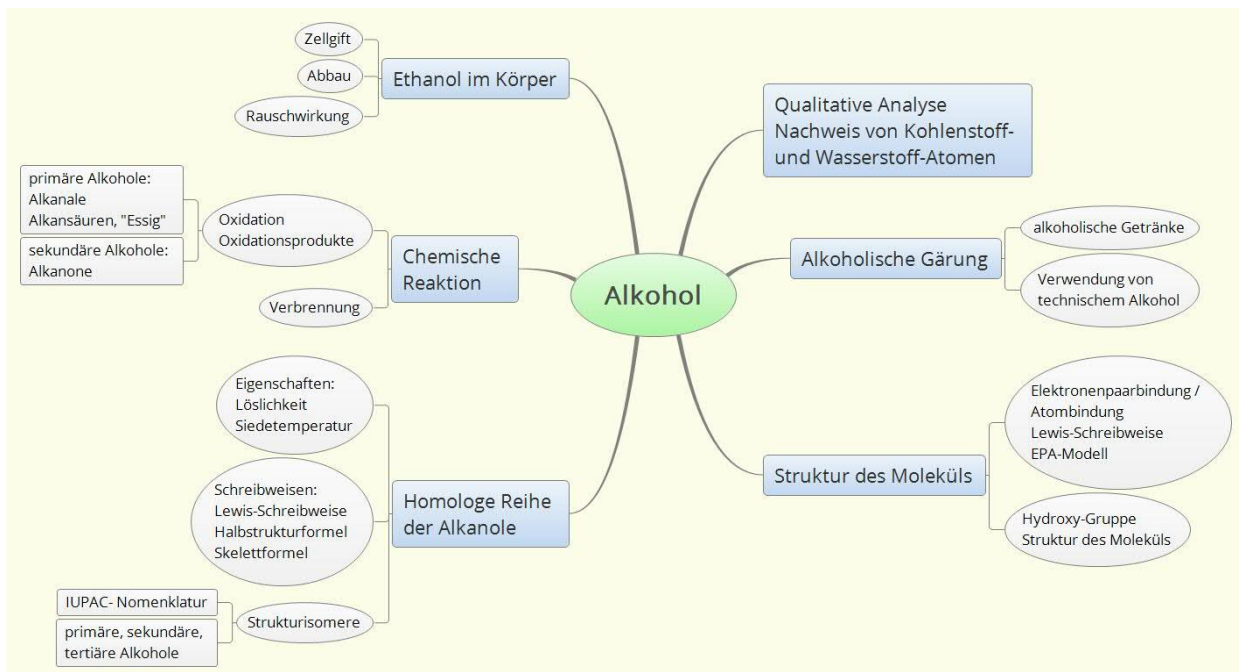 Alkohol
Qualitative Analyse
Nachweis von Kohlenstoff-
und Wasserstoff-Atomen
Alkoholische Gärung
alkoholische Getränke
Verwendung von
technischem Alkohol
Struktur des Moleküls
Elektronenpaarbindung /
Atombindung
Lewis-Schreibweise
EPA-Modell
Hydroxy-Gruppe
Struktur des Moleküls
Ethanol im Körper
Zellgift
Abbau
Rauschwirkung
Chemische
Reaktion
Oxidation
Oxidationsprodukte
primäre Alkohole:
Alkanale
Alkansäuren, "Essig"
sekundäre Alkohole:
Alkanone
Verbrennung
Homologe Reihe
der Alkanole
Eigenschaften:
Löslichkeit
Siedetemperatur
Schreibweisen:
Lewis-Schreibweise
Halbstrukturformel
Skelettformel
Strukturisomere
IUPAC- Nomenklatur
primäre, sekundäre,
tertiäre Alkohole